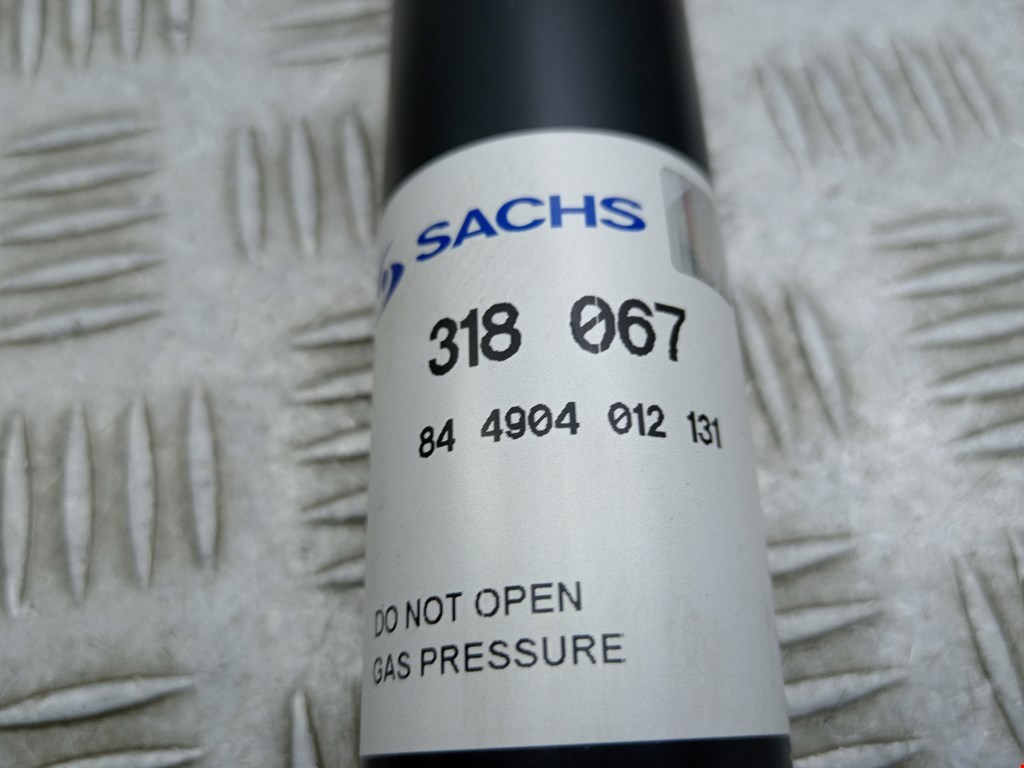 SACHS
318 067
84 4904 012 131
DO NOT OPEN
GAS PRESSURE